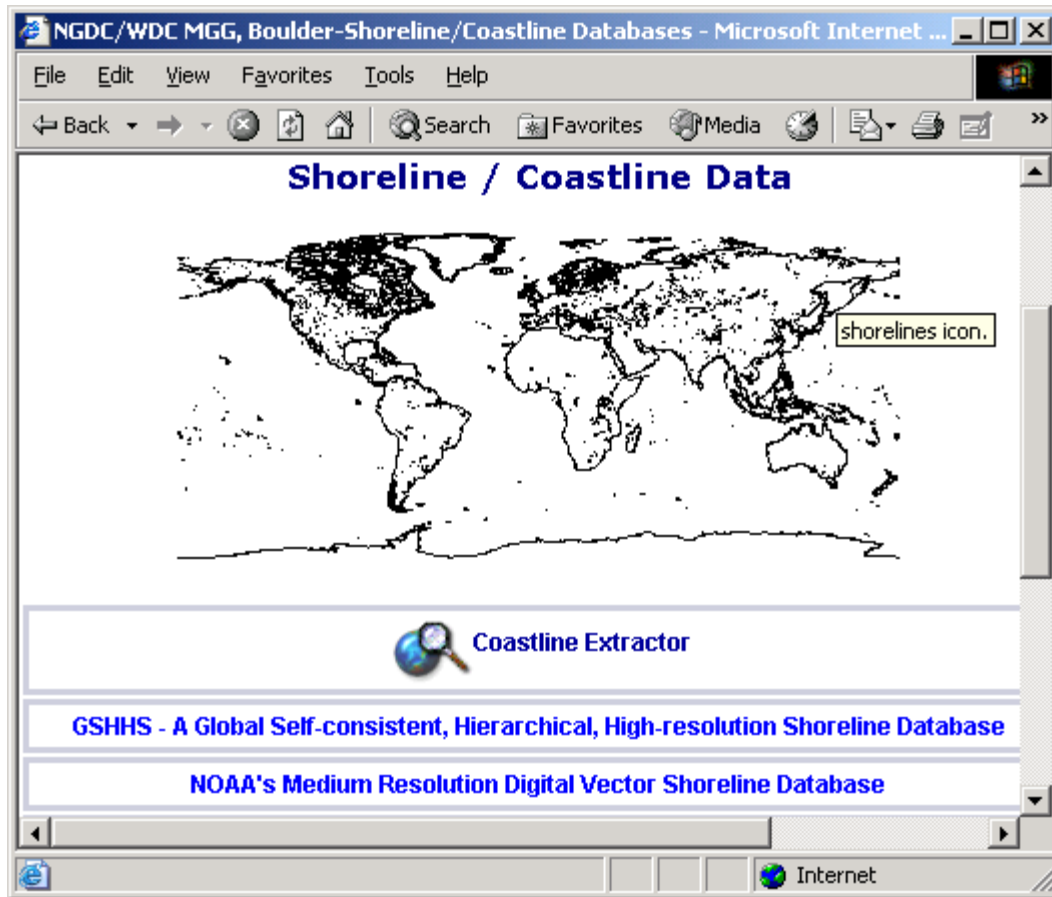 NGDC/WDC MGG, Boulder-Shoreline/Coastline Databases - Microsoft Internet ...
File Edit View Favorites Tools Help
Back Search Favorites Media »
Shoreline / Coastline Data
shorelines icon.
Coastline Extractor
GSHHS - A Global Self-consistent, Hierarchical, High-resolution Shoreline Database
NOAA's Medium Resolution Digital Vector Shoreline Database
Internet